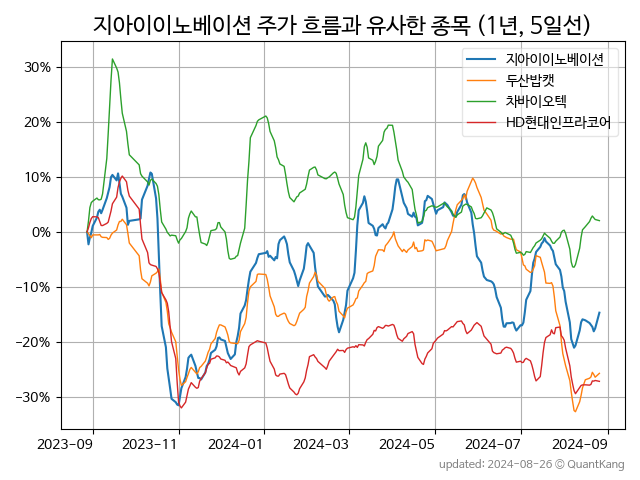 지아이이노베이션 주가 흐름과 유사한 종목 (1년, 5일선)
지아이이노베이션
두산밥캣
차바이오텍
HD현대인프라코어
30%
20%
10%
0%
−10%
−20%
−30%
2023-09 2023-11 2024-01 2024-03 2024-05 2024-07 2024-09
updated: 2024-08-26 © QuantKang